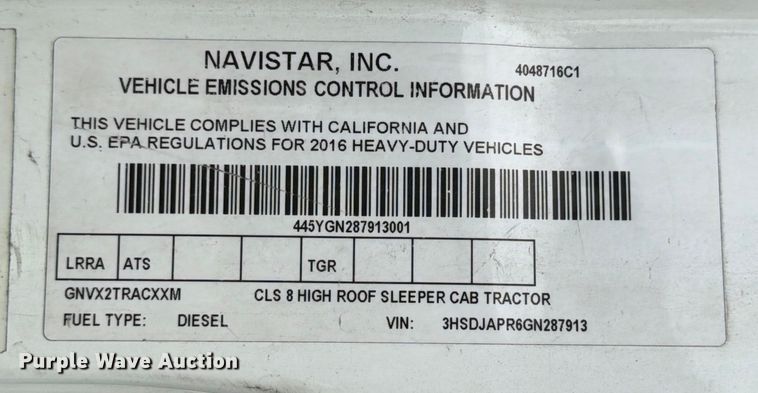 NAVISTAR, INC.
4048716C1
VEHICLE EMISSIONS CONTROL INFORMATION
THIS VEHICLE COMPLIES WITH CALIFORNIA AND
U.S. EPA REGULATIONS FOR 2016 HEAVY-DUTY VEHICLES
445YGN287913001
LRRA ATS TGR
GNVX2TRACXXM CLS 8 HIGH ROOF SLEEPER CAB TRACTOR
FUEL TYPE: DIESEL VIN: 3HSDJAPR6GN287913
Purple Wave Auction